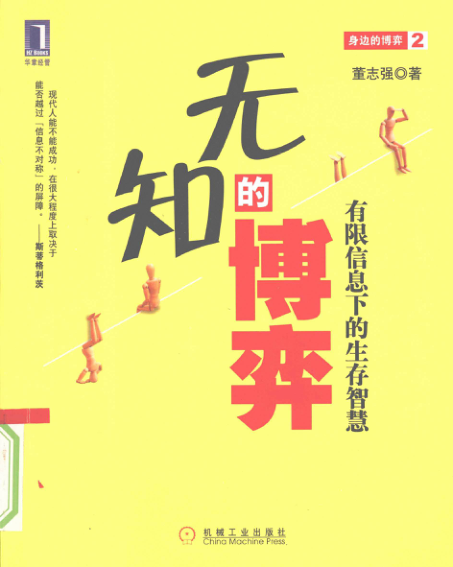 HZ Books
华章经管
身边的博弈 2
董志强◎著
无知
的
博弈
有限信息下的生存智慧
现代人能不能成功，在很大程度上取决于
能否越过“信息不对称”的屏障。
——斯蒂格利茨
机械工业出版社
China Machine Press